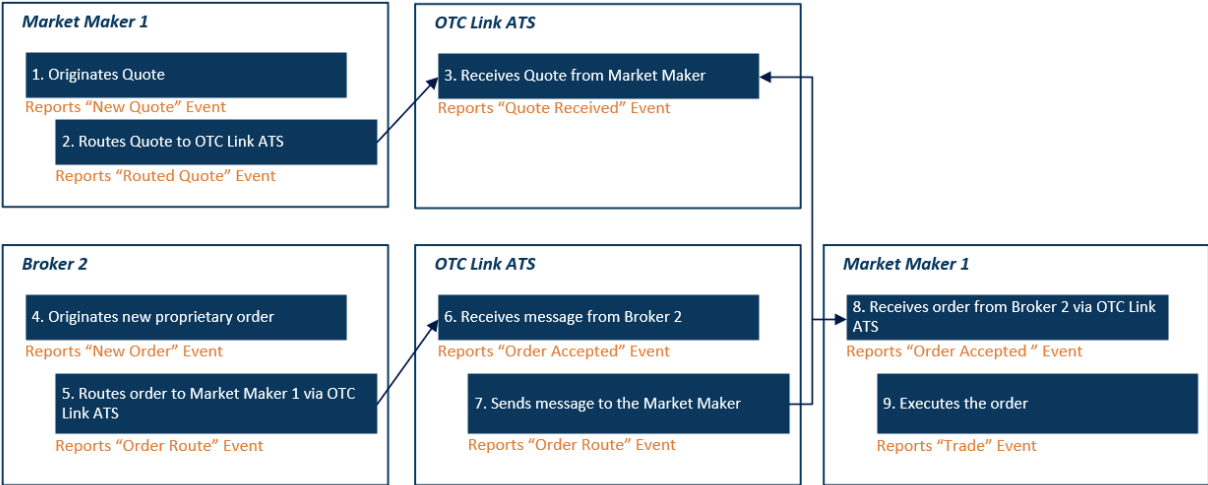 Market Maker 1
1. Originates Quote
Reports “New Quote” Event
2. Routes Quote to OTC Link ATS
Reports “Routed Quote” Event
OTC Link ATS
3. Receives Quote from Market Maker
Reports “Quote Received” Event
Broker 2
4. Originates new proprietary order
Reports “New Order” Event
5. Routes order to Market Maker 1 via OTC
Link ATS
Reports “Order Route” Event
OTC Link ATS
6. Receives message from Broker 2
Reports “Order Accepted” Event
7. Sends message to the Market Maker
Reports “Order Route” Event
Market Maker 1
8. Receives order from Broker 2 via OTC Link
ATS
Reports “Order Accepted ” Event
9. Executes the order
Reports “Trade” Event